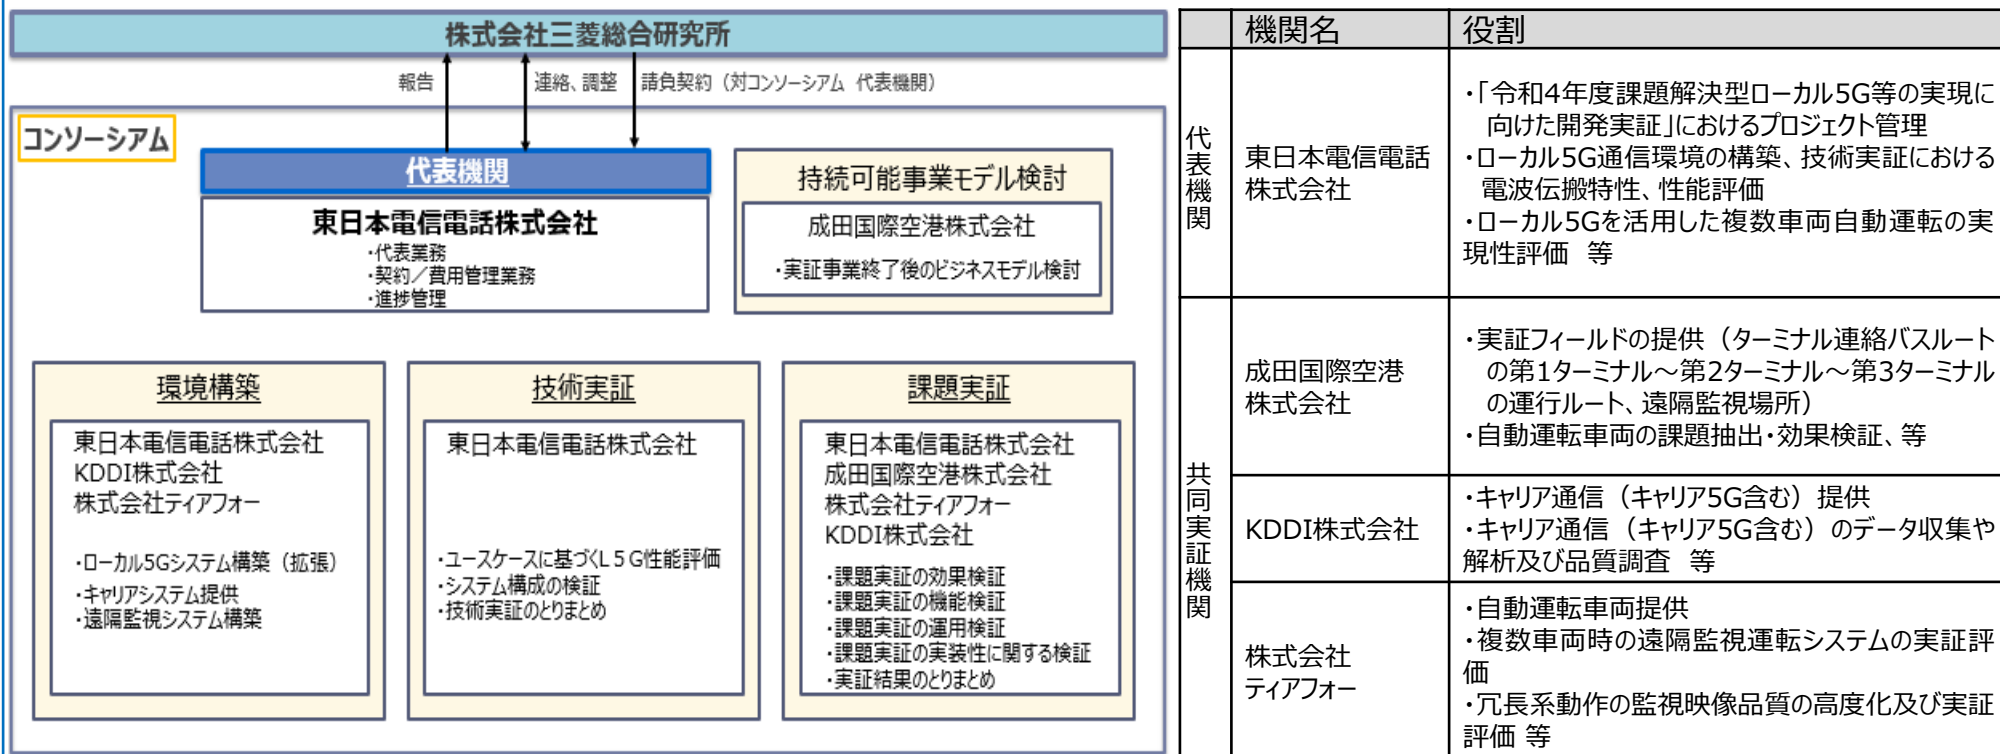 株式会社三菱総合研究所
報告
連絡、調整
請負契約（対コンソーシアム 代表機関）
コンソーシアム
代表機関
東日本電信電話株式会社
・代表業務
・契約／費用管理業務
・進捗管理
持続可能事業モデル検討
成田国際空港株式会社
・実証事業終了後のビジネスモデル検討
環境構築
東日本電信電話株式会社
KDDI株式会社
株式会社ティアフォー
・ローカル5Gシステム構築（拡張）
・キャリアシステム提供
・遠隔監視システム構築
技術実証
東日本電信電話株式会社
・ユースケースに基づくL５G性能評価
・システム構成の検証
・技術実証のとりまとめ
課題実証
東日本電信電話株式会社
成田国際空港株式会社
株式会社ティアフォー
KDDI株式会社
・課題実証の効果検証
・課題実証の機能検証
・課題実証の運用検証
・課題実証の実装性に関する検証
・実証結果のとりまとめ
機関名
役割
代表機関
東日本電信電話
株式会社
・「令和4年度課題解決型ローカル5G等の実現に
向けた開発実証」におけるプロジェクト管理
・ローカル5G通信環境の構築、技術実証における
電波伝搬特性、性能評価
・ローカル5Gを活用した複数車両自動運転の実
現性評価 等
共同実証機関
成田国際空港
株式会社
・実証フィールドの提供（ターミナル連絡バスルート
の第1ターミナル～第2ターミナル～第3ターミナル
の運行ルート、遠隔監視場所）
・自動運転車両の課題抽出・効果検証、等
KDDI株式会社
・キャリア通信（キャリア5G含む）提供
・キャリア通信（キャリア5G含む）のデータ収集や
解析及び品質調査 等
株式会社
ティアフォー
・自動運転車両提供
・複数車両時の遠隔監視運転システムの実証評
価
・冗長系動作の監視映像品質の高度化及び実証
評価 等